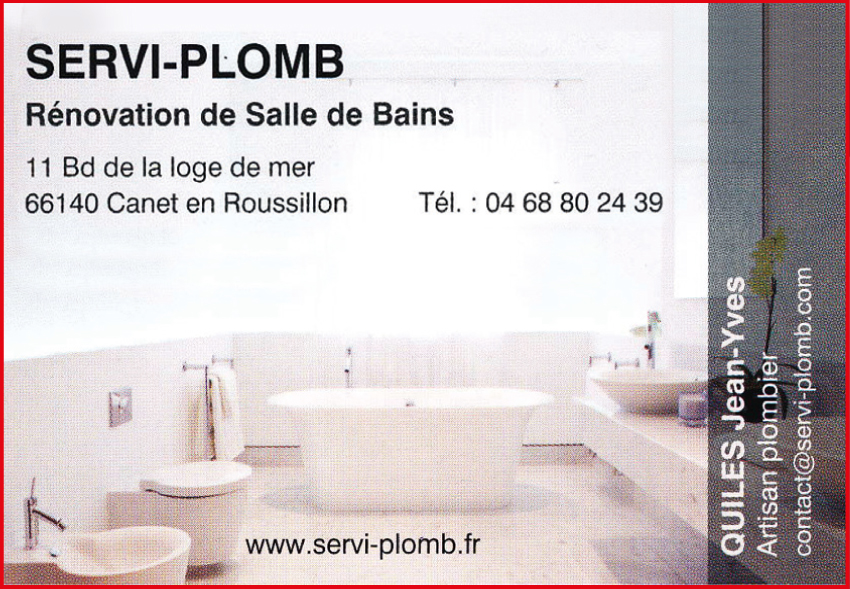 SERVI-PLOMB
Rénovation de Salle de Bains
11 Bd de la loge de mer
66140 Canet en Roussillon Tél. : 04 68 80 24 39
www.servi-plomb.fr
QUILES Jean-Yves
Artisan plombier
contact@servi-plomb.com